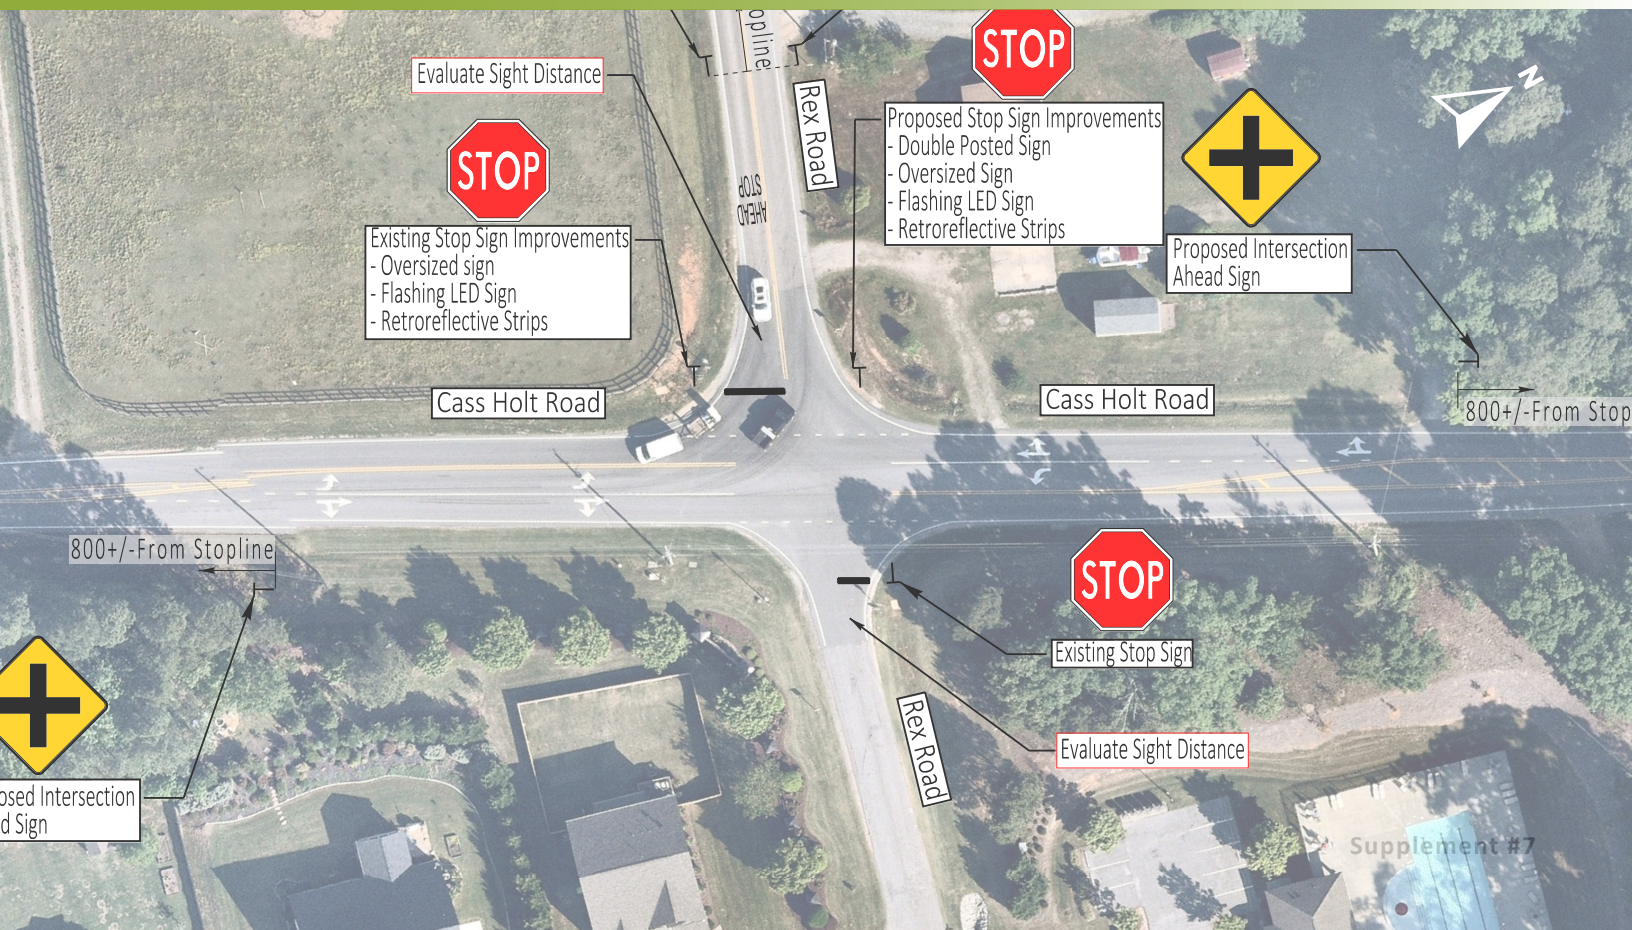 opline
STOP
Evaluate Sight Distance
Rex Road
Proposed Stop Sign Improvements
- Double Posted Sign
- Oversized Sign
- Flashing LED Sign
- Retroreflective Strips
STOP
AHEAD
STOP
Existing Stop Sign Improvements
- Oversized sign
- Flashing LED Sign
- Retroreflective Strips
N
Proposed Intersection
Ahead Sign
Cass Holt Road
Cass Holt Road
800+/-From Stop
800+/-From Stopline
STOP
Existing Stop Sign
Rex Road
Evaluate Sight Distance
osed Intersection
d Sign
Supplement #7